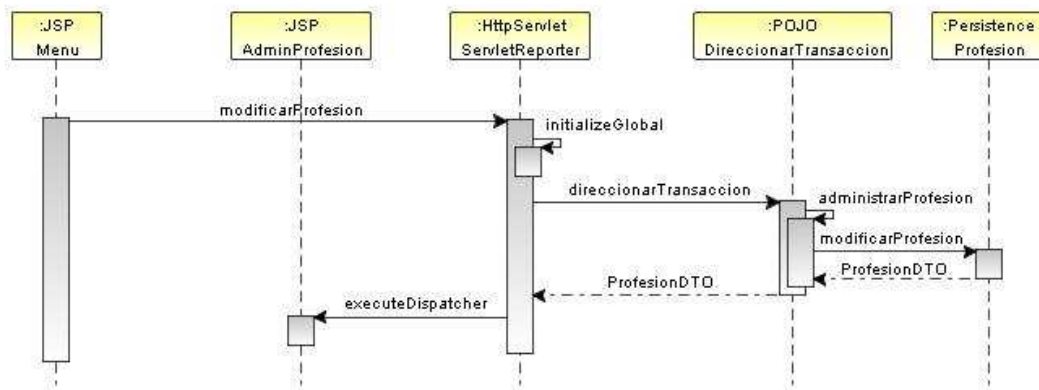 :JSP
Menu
:JSP
AdminProfesion
:HttpServlet
ServletReporter
:POJO
DireccionarTransaccion
:Persistence
Profesion
modificarProfesion
initializeGlobal
direccionarTransaccion
administrarProfesion
modificarProfesion
ProfesionDTO
ProfesionDTO
executeDispatcher